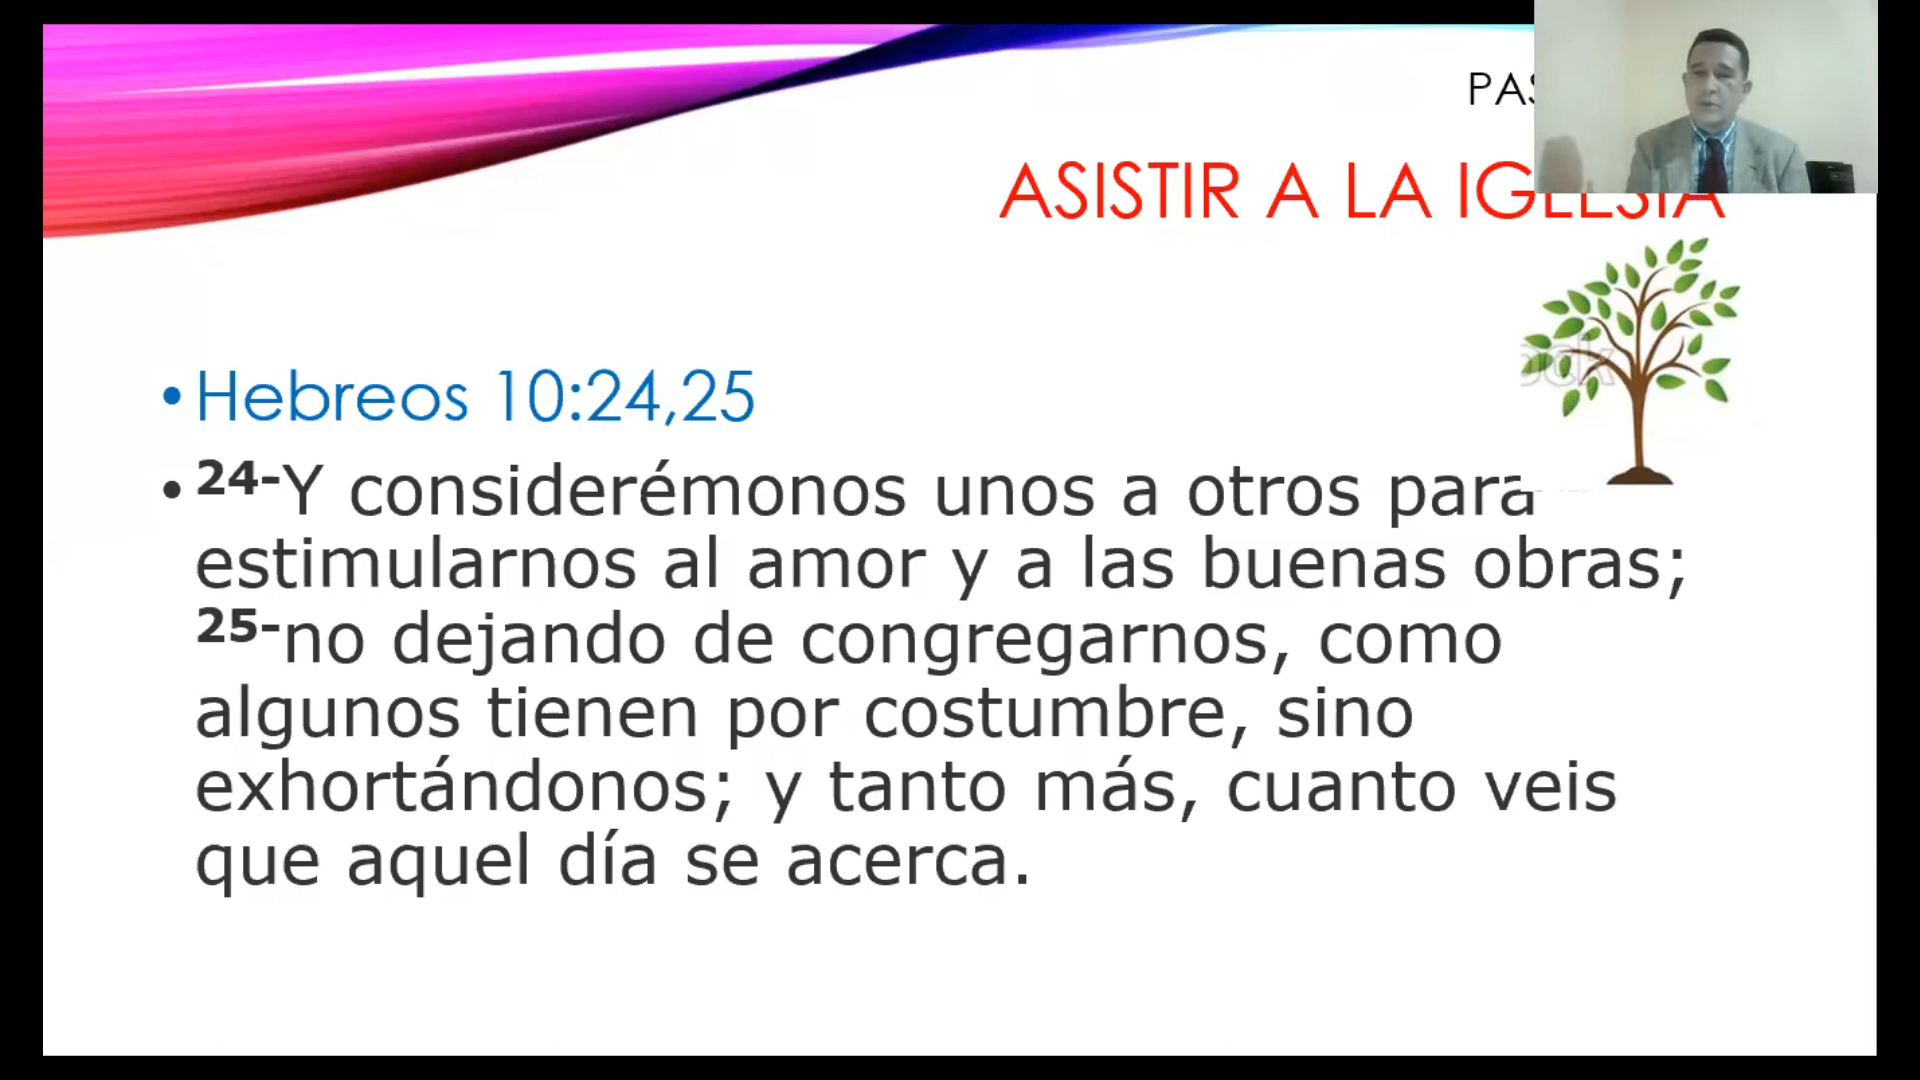 ASISTIR A LA IGLESIA
• Hebreos 10:24,25
• 24-Y considerémonos unos a otros para
estimularnos al amor y a las buenas obras;
25-no dejando de congregarnos, como
algunos tienen por costumbre, sino
exhortándonos; y tanto más, cuanto veis
que aquel día se acerca.